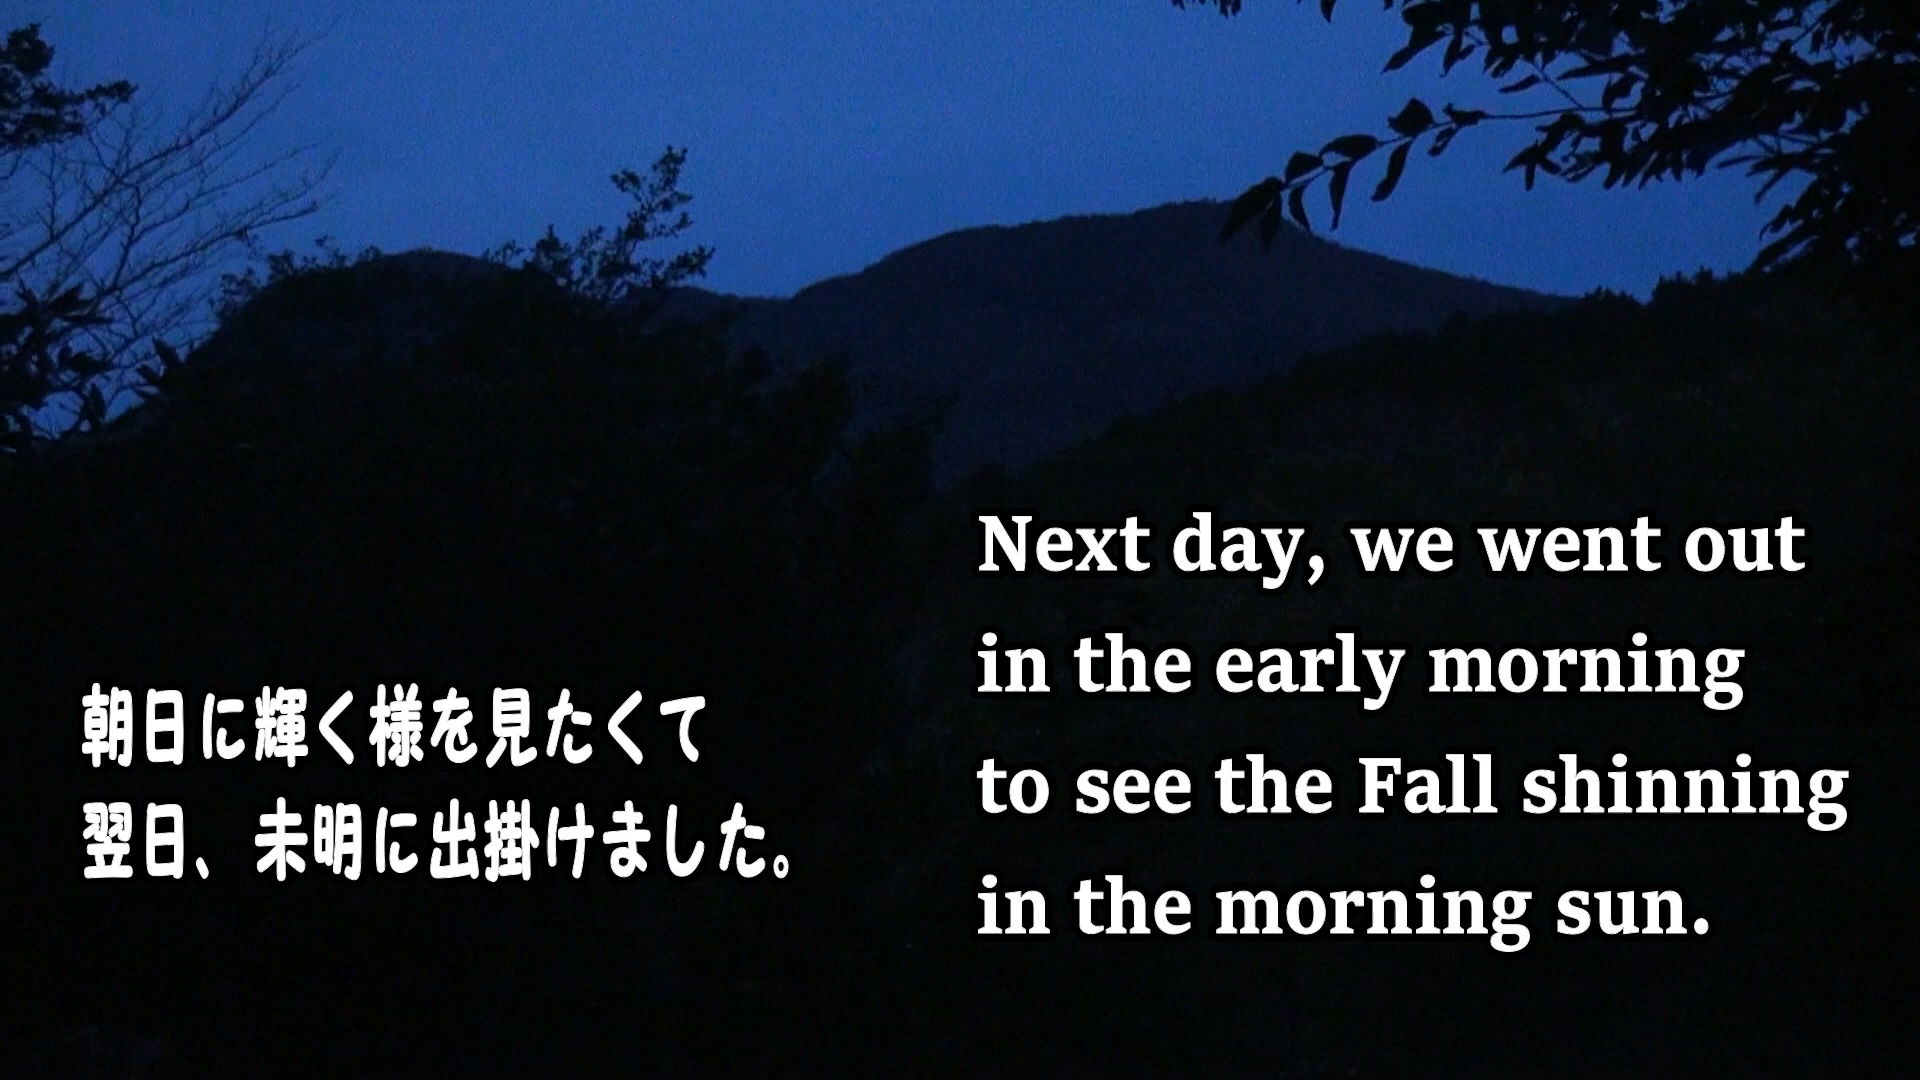 朝日に輝く様を見たくて
翌日、未明に出掛けました。
Next day, we went out
in the early morning
to see the Fall shinning
in the morning sun.